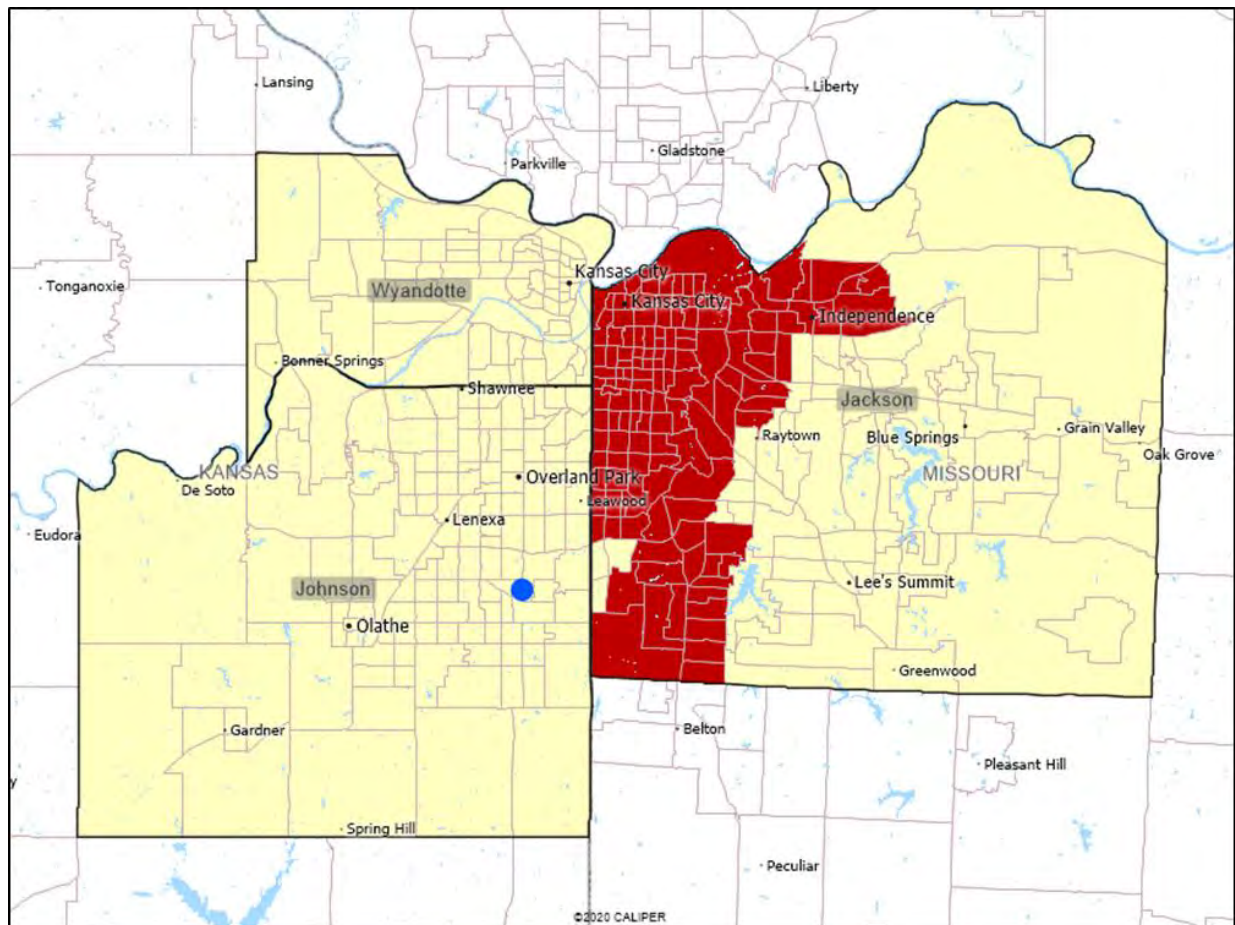 Lansing
Liberty
Gladstone
Parkville
Kansas City
Tonganoxie
Wyandotte
Kansas City
Independence
Bonner Springs
Shawnee
Jackson
Raytown
Blue Springs
Grain Valley
Oak Grove
KANSAS
MISSOURI
Overland Park
De Soto
Leawood
Lenexa
Eudora
Johnson
Lee's Summit
Olathe
Greenwood
Gardner
Belton
Pleasant Hill
y
Spring Hill
Peculiar
©2020 CALIPER